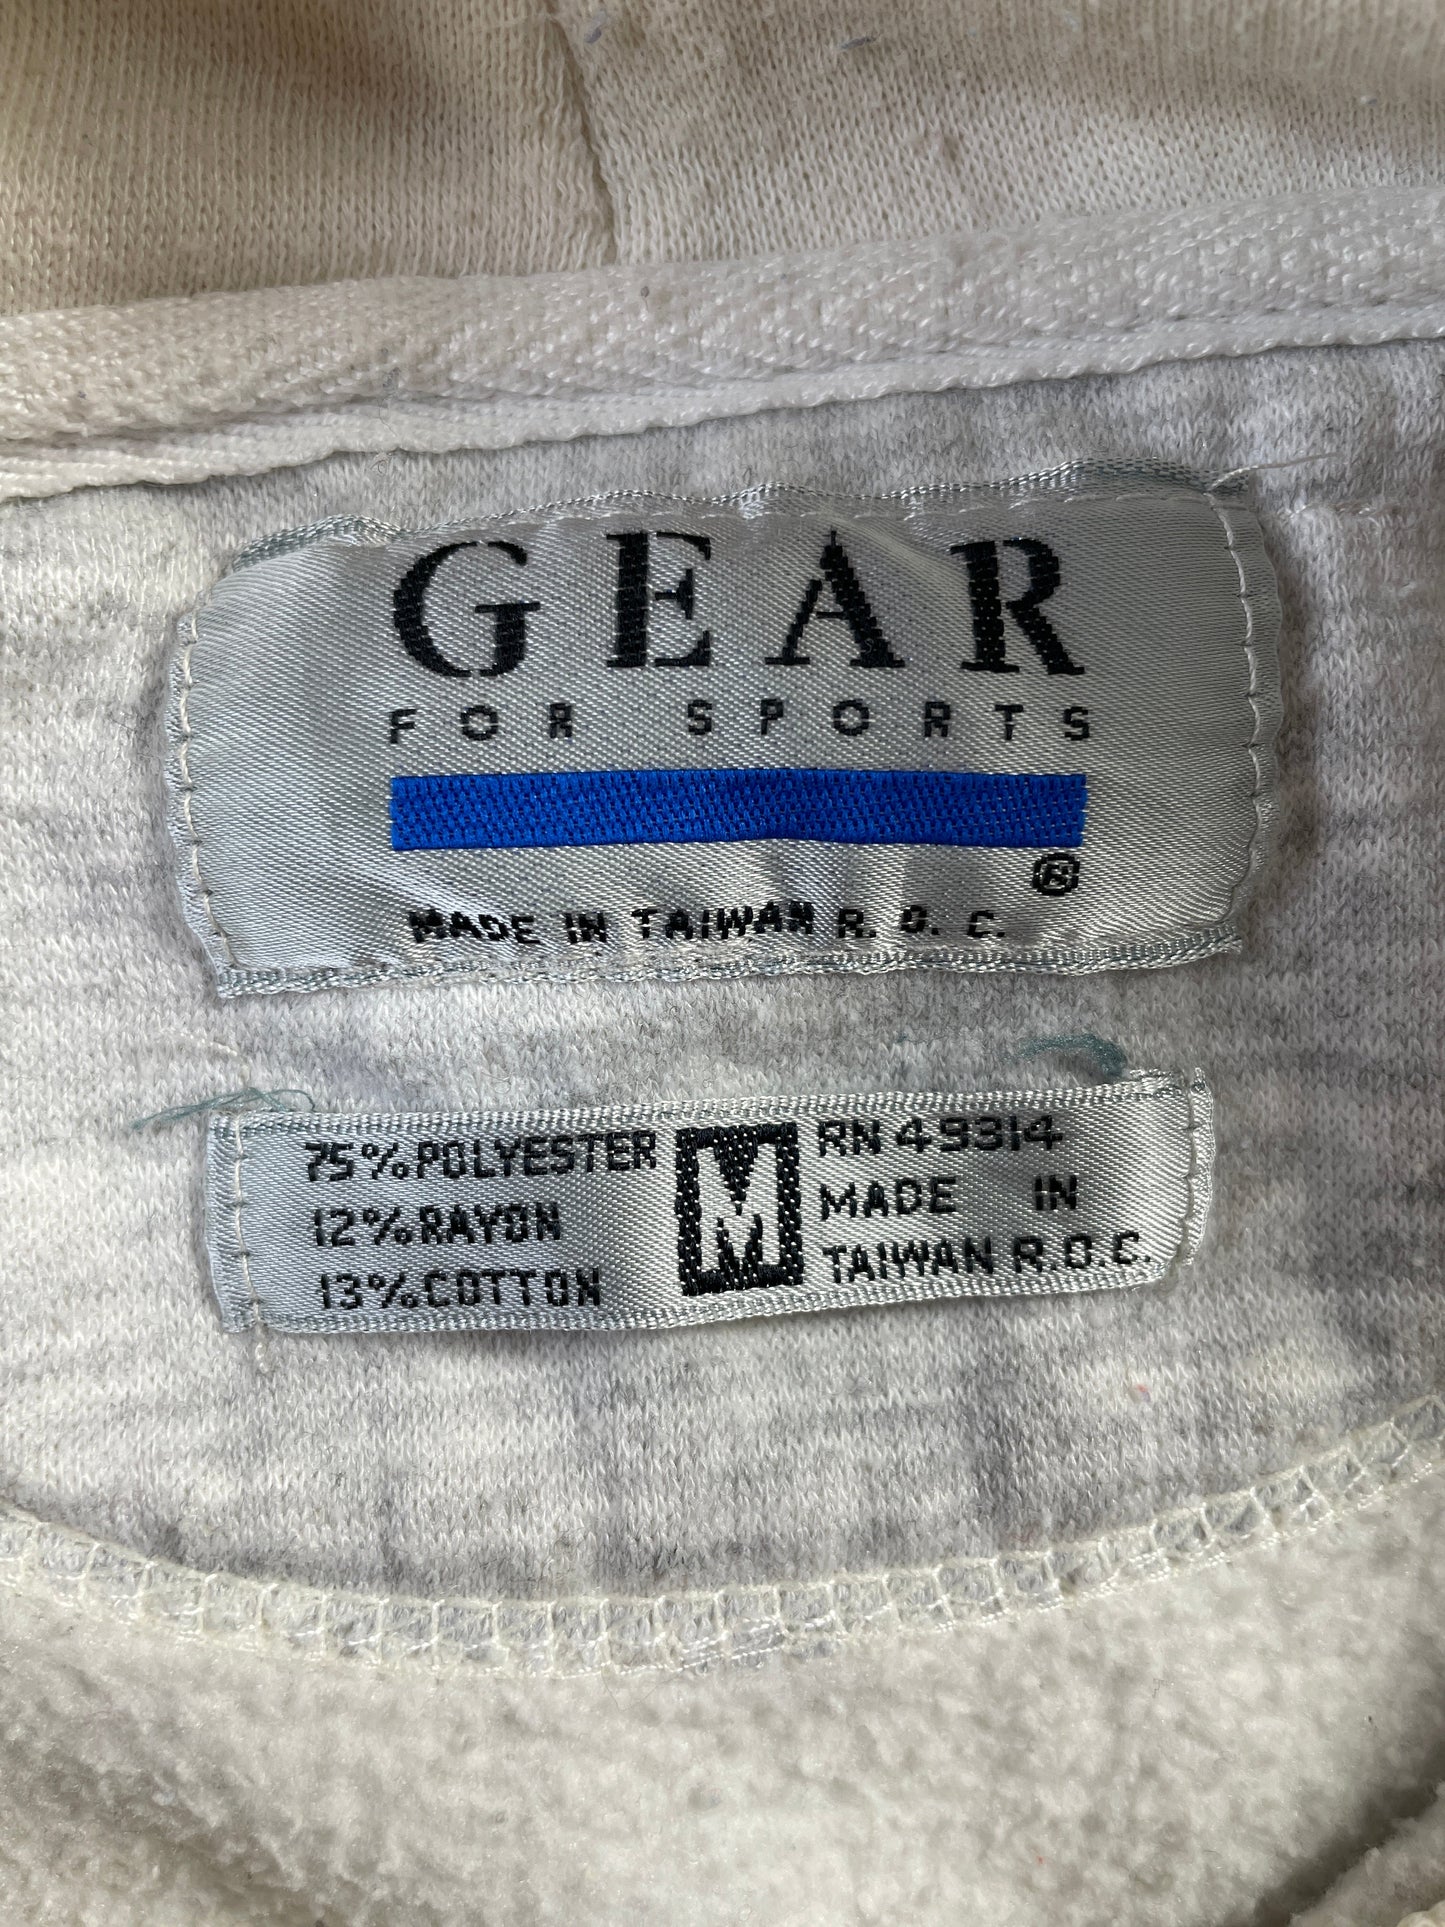 GEAR
FOR SPORTS
®
MADE IN TAIWAN R. O. C.
75% POLYESTER
12% RAYON
13% COTTON
M
RN 49314
MADE IN
TAIWAN R.O.C.